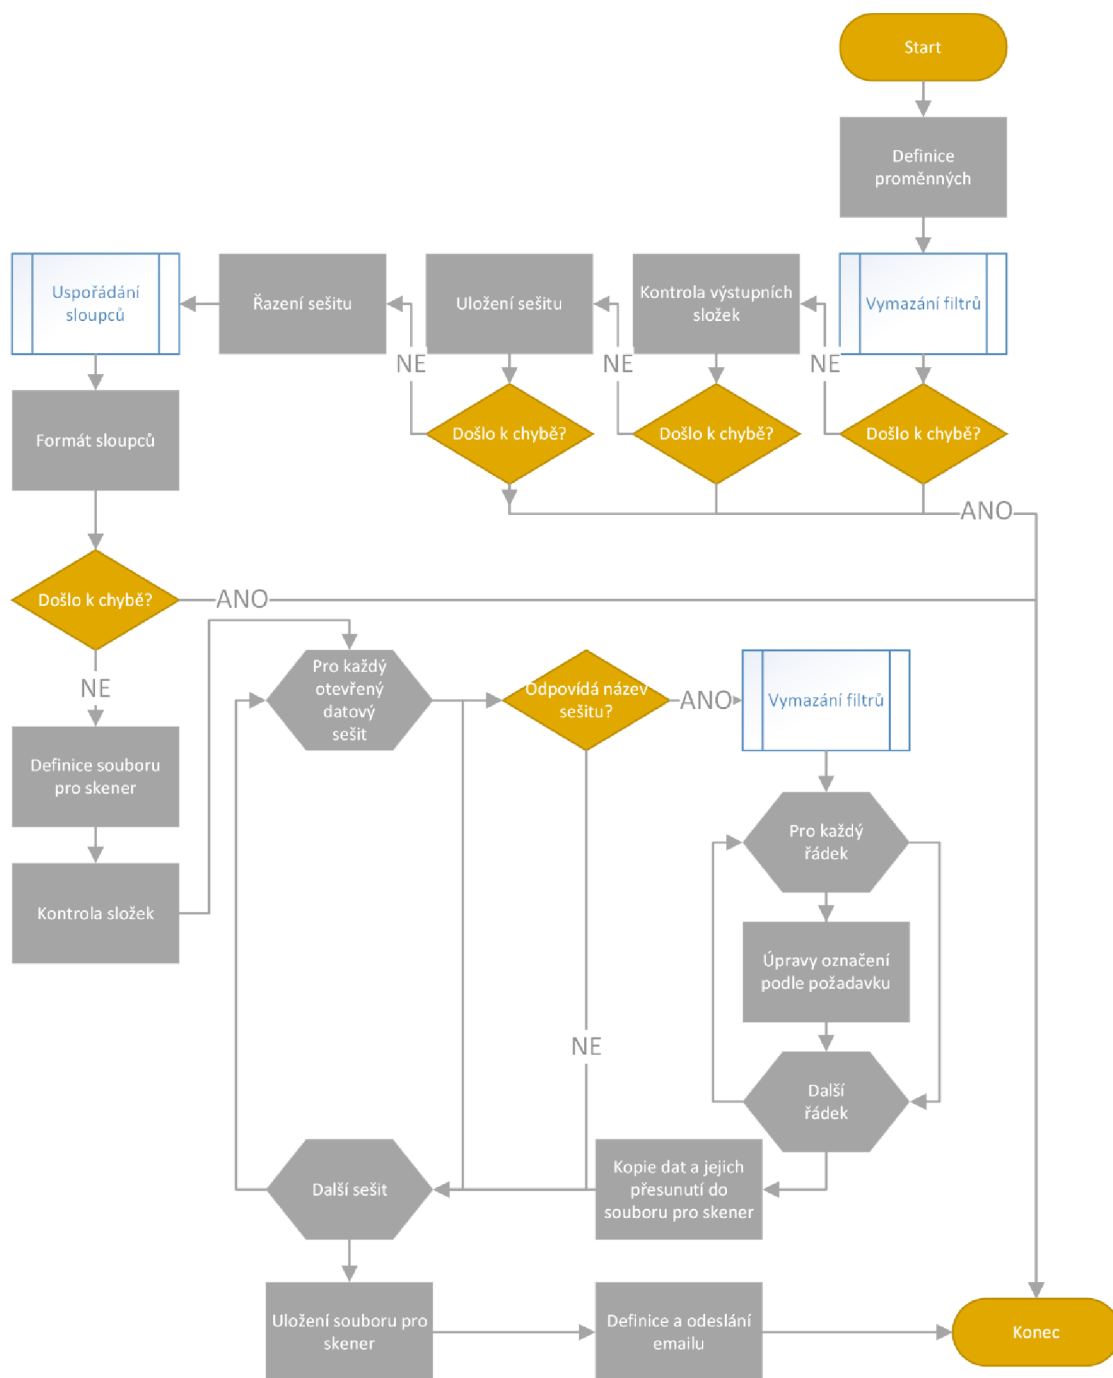 Start
Definice
proměnných
Vymazání filtrů
Došlo k chybě?
NE
Kontrola výstupních
složek
Došlo k chybě?
NE
Uložení sešitu
Došlo k chybě?
NE
Řazení sešitu
Uspořádání
sloupců
Formát sloupců
ANO
Došlo k chybě?
ANO
NE
Definice souboru
pro skener
Kontrola složek
Pro každý
otevřený
datový
sešit
Odpovídá název
sešitu?
ANO
Vymazání filtrů
Pro každý
řádek
Úpravy označení
podle požadavku
NE
Další
řádek
Kopie dat a jejich
přesunutí do
souboru pro skener
Další sešit
Uložení souboru pro
skener
Definice a odeslání
emailu
Konec